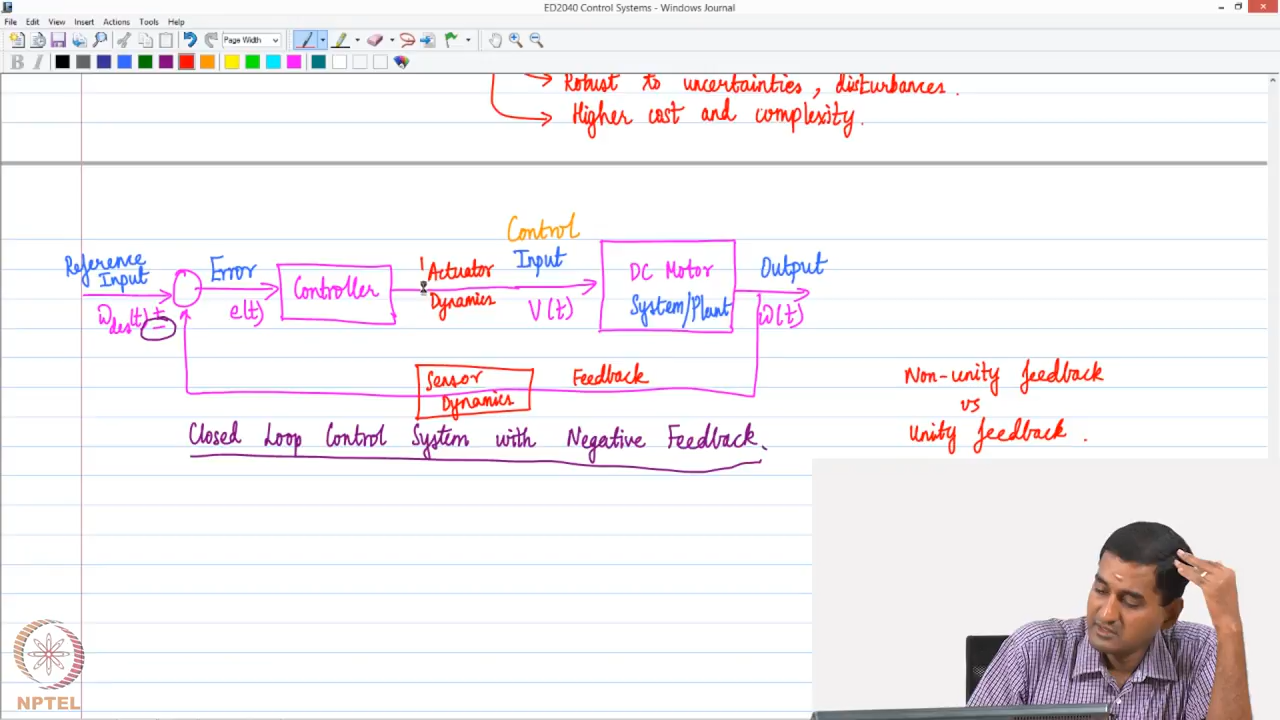 ED2040 Control Systems - Windows Journal
File Edit View Insert Actions Tools Help
Page Width
B I
Robust to uncertainties, disturbances.
Higher cost and complexity.
Control
Reference Input
Error
Controller
Actuator Dynamics
Input
DC Motor
System/Plant
Output
ω_des(t) +
−
e(t)
V(t)
ω(t)
Sensor Dynamics
Feedback
Non-unity feedback
vs
Unity feedback.
Closed Loop Control System with Negative Feedback.
NPTEL